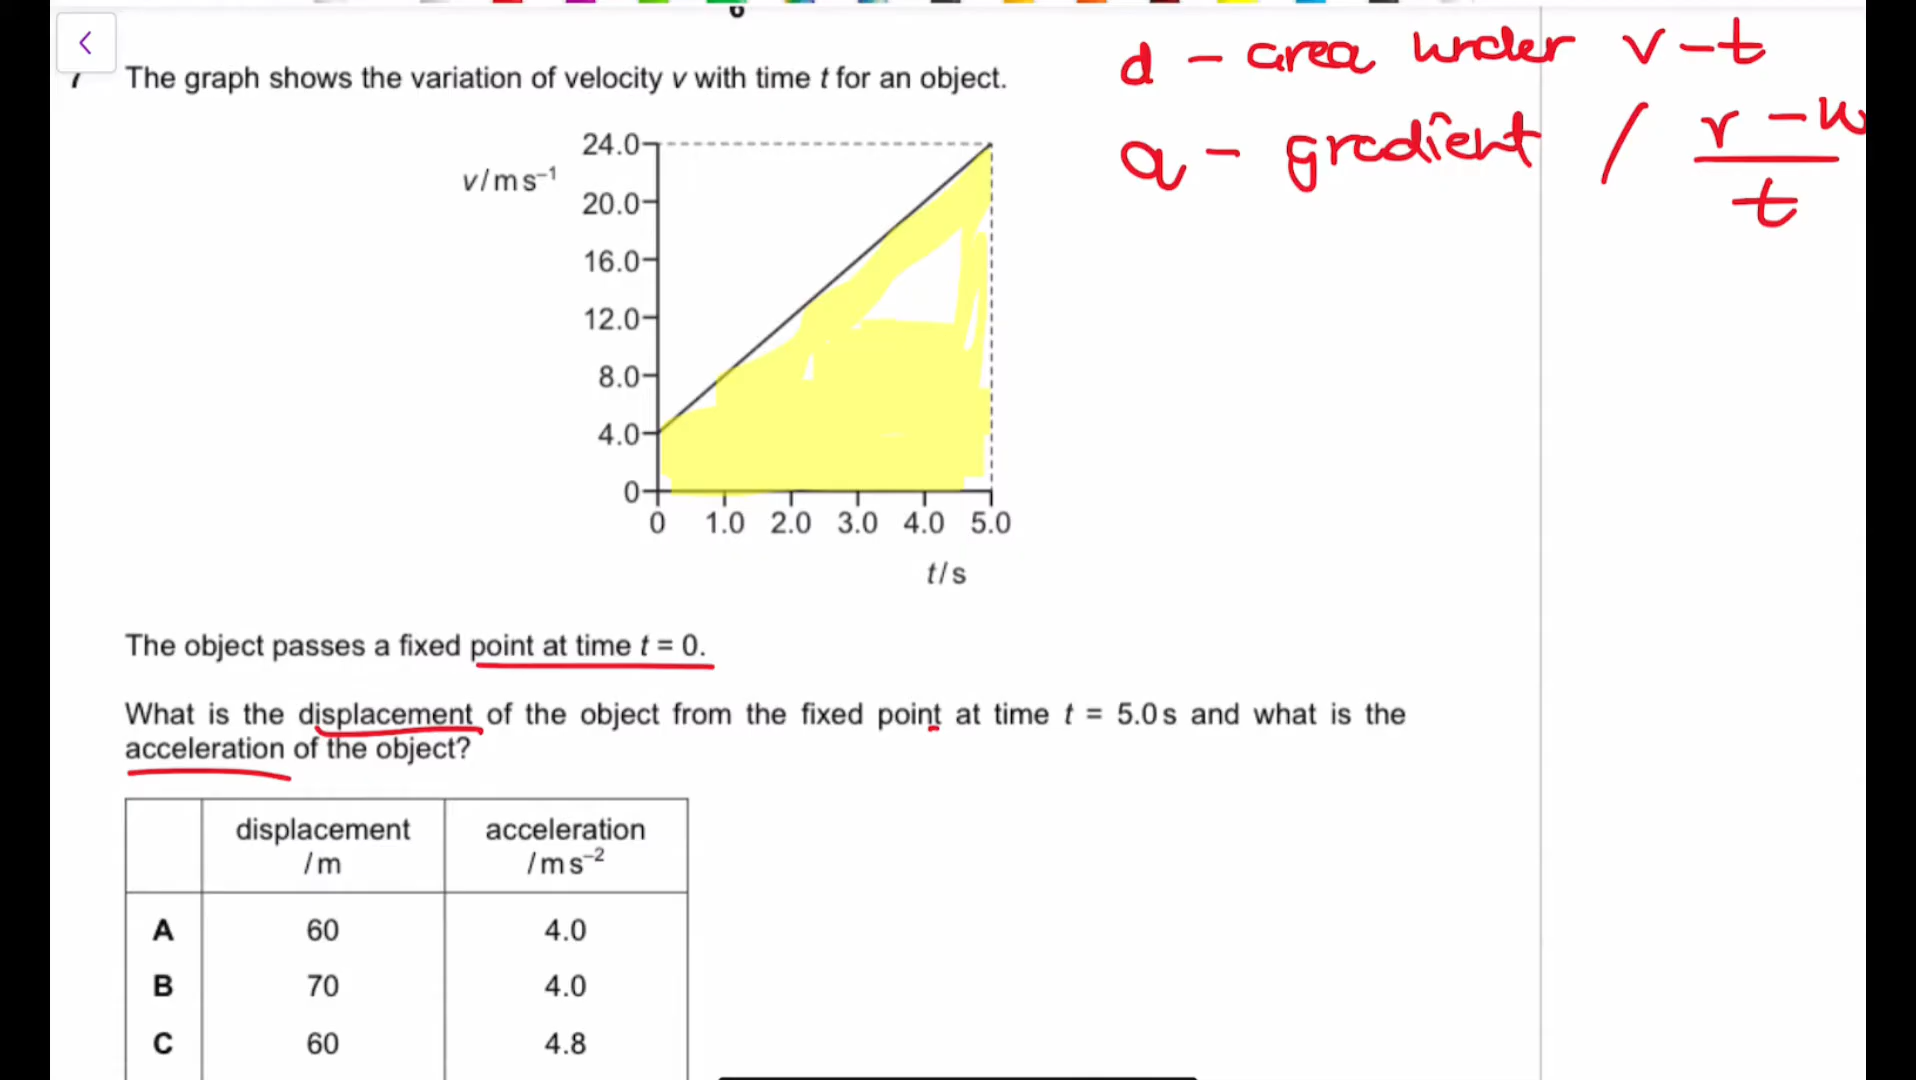 d - area under v-t
7 The graph shows the variation of velocity v with time t for an object.
a - gradient / v-u
t
24.0
v/ms⁻¹
20.0
16.0
12.0
8.0
4.0
0
0 1.0 2.0 3.0 4.0 5.0
t/s
The object passes a fixed point at time t = 0.
What is the displacement of the object from the fixed point at time t = 5.0s and what is the
acceleration of the object?
displacement acceleration
/m /ms⁻²
A 60 4.0
B 70 4.0
C 60 4.8